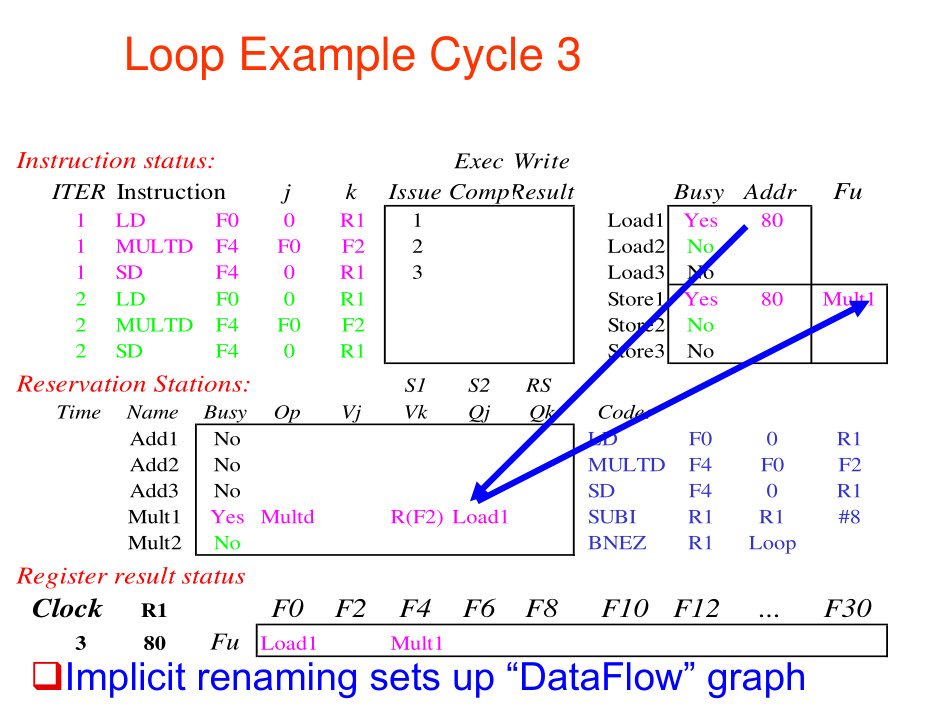 Loop Example Cycle 3
Instruction status: Exec Write
ITER Instruction j k Issue Comp Result Busy Addr Fu
1 LD F0 0 R1 1 Load1 Yes 80
1 MULTD F4 F0 F2 2 Load2 No
1 SD F4 0 R1 3 Load3 No
2 LD F0 0 R1 Store1 Yes 80 Mult1
2 MULTD F4 F0 F2 Store2 No
2 SD F4 0 R1 Store3 No
Reservation Stations: S1 S2 RS
Time Name Busy Op Vj Vk Qj Qk Code
Add1 No LD F0 0 R1
Add2 No MULTD F4 F0 F2
Add3 No SD F4 0 R1
Mult1 Yes Multd R(F2) Load1 SUBI R1 R1 #8
Mult2 No BNEZ R1 Loop
Register result status
Clock R1 F0 F2 F4 F6 F8 F10 F12 ... F30
3 80 Fu Load1 Mult1
Implicit renaming sets up “DataFlow” graph